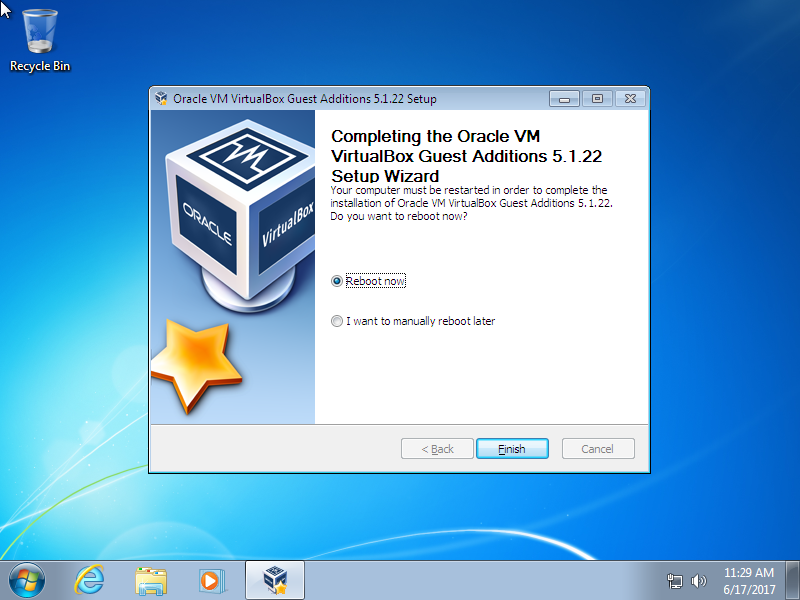 Recycle Bin
Oracle VM VirtualBox Guest Additions 5.1.22 Setup
Completing the Oracle VM
VirtualBox Guest Additions 5.1.22
Setup Wizard
Your computer must be restarted in order to complete the
installation of Oracle VM VirtualBox Guest Additions 5.1.22.
Do you want to reboot now?
ORACLE
VirtualBox
Reboot now
I want to manually reboot later
< Back
Finish
Cancel
11:29 AM
6/17/2017